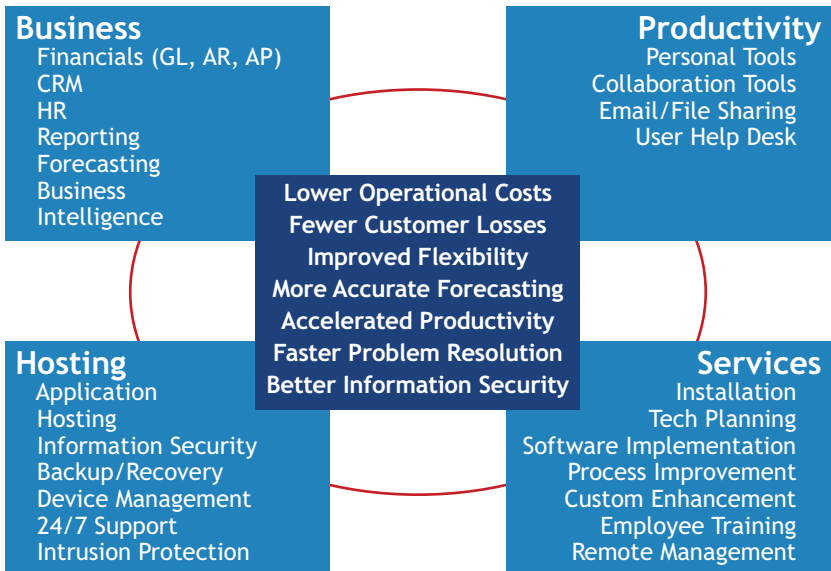 Business
Financials (GL, AR, AP)
CRM
HR
Reporting
Forecasting
Business
Intelligence
Productivity
Personal Tools
Collaboration Tools
Email/File Sharing
User Help Desk
Lower Operational Costs
Fewer Customer Losses
Improved Flexibility
More Accurate Forecasting
Accelerated Productivity
Faster Problem Resolution
Better Information Security
Hosting
Application
Hosting
Information Security
Backup/Recovery
Device Management
24/7 Support
Intrusion Protection
Services
Installation
Tech Planning
Software Implementation
Process Improvement
Custom Enhancement
Employee Training
Remote Management